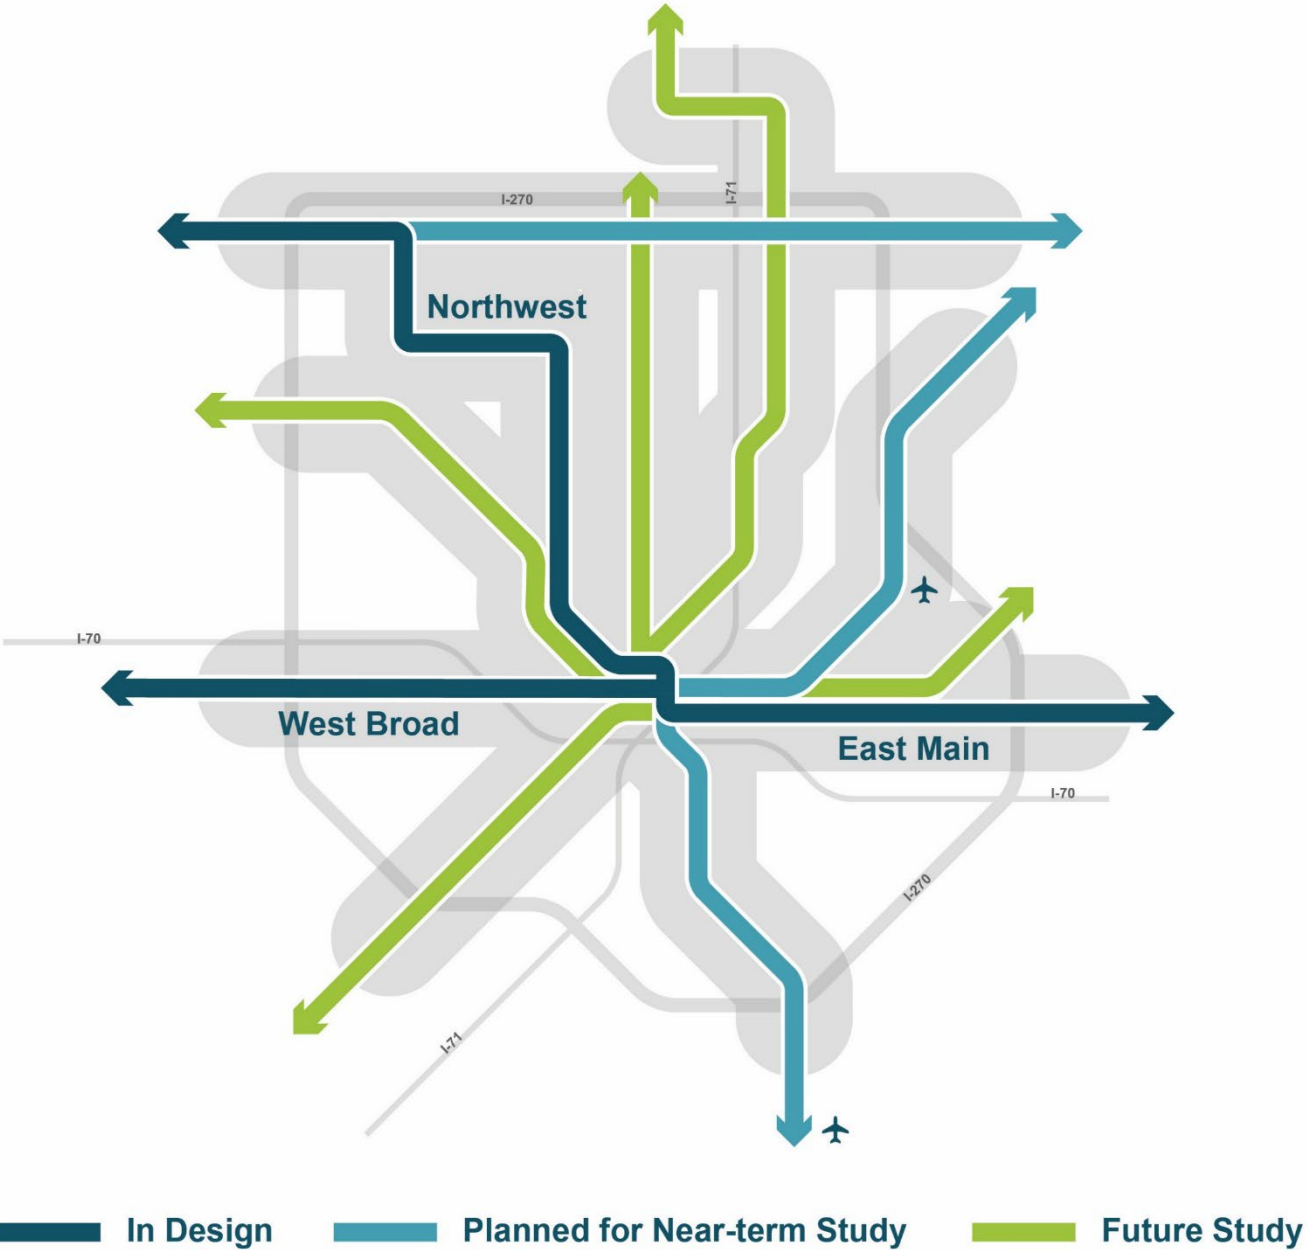 I-71
I-270
Northwest
I-70
West Broad
East Main
I-70
I-270
I-71
In Design
Planned for Near-term Study
Future Study